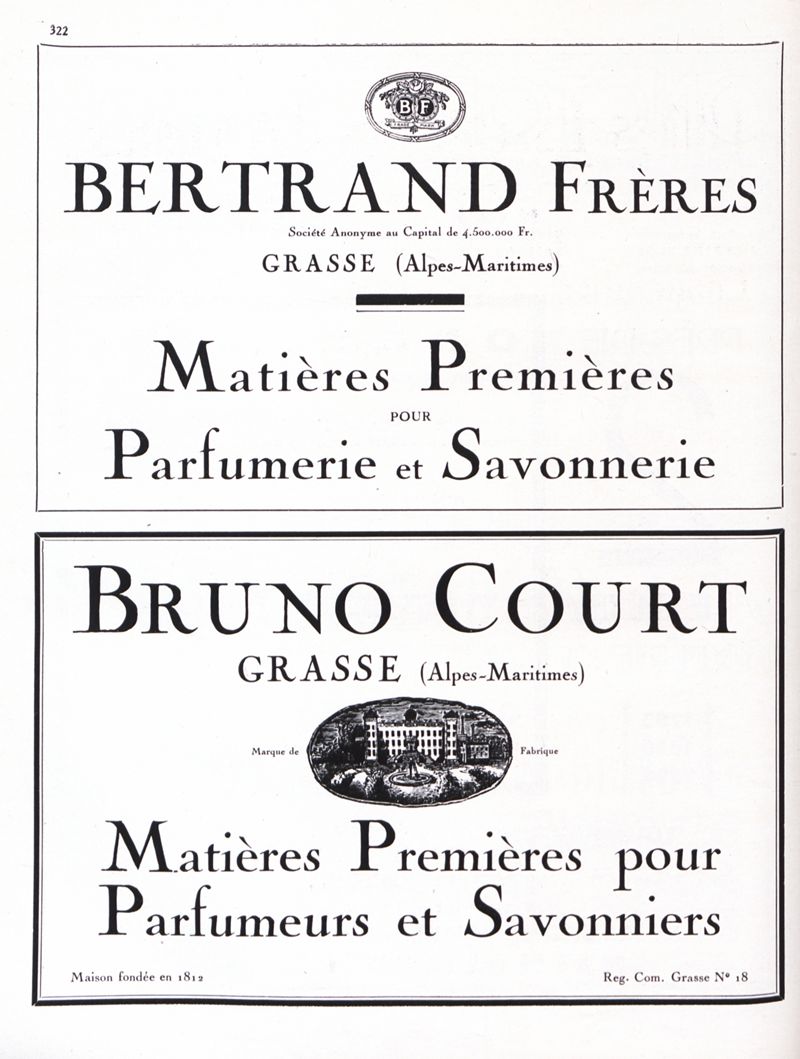 322
B F
TRADE MARK
BERTRAND FRÈRES
Société Anonyme au Capital de 4.500.000 Fr.
GRASSE (Alpes-Maritimes)
Matières Premières
POUR
Parfumerie et Savonnerie
BRUNO COURT
GRASSE (Alpes-Maritimes)
Marque de Fabrique
Matières Premières pour
Parfumeurs et Savonniers
Maison fondée en 1812 Reg. Com. Grasse N° 18